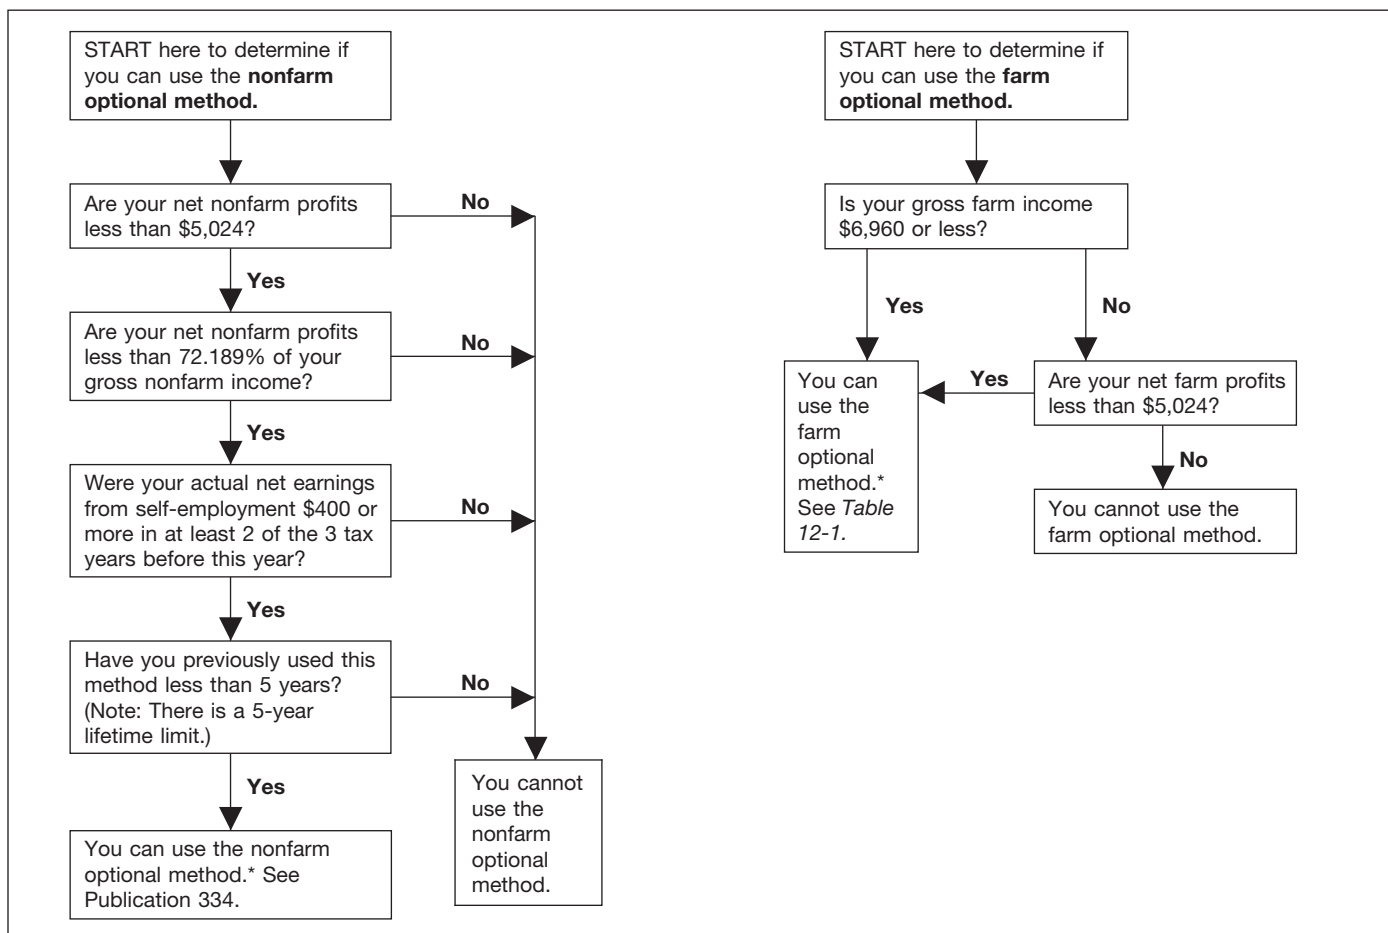 START here to determine if
you can use the nonfarm
optional method.
Are your net nonfarm profits
less than $5,024?
No
Yes
Are your net nonfarm profits
less than 72.189% of your
gross nonfarm income?
No
Yes
Were your actual net earnings
from self-employment $400 or
more in at least 2 of the 3 tax
years before this year?
No
Yes
Have you previously used this
method less than 5 years?
(Note: There is a 5-year
lifetime limit.)
No
Yes
You can use the nonfarm
optional method.* See
Publication 334.
You cannot
use the
nonfarm
optional
method.
START here to determine if
you can use the farm
optional method.
Is your gross farm income
$6,960 or less?
Yes
No
You can
use the
farm
optional
method.*
See Table
12-1.
Yes
Are your net farm profits
less than $5,024?
No
You cannot use the
farm optional method.